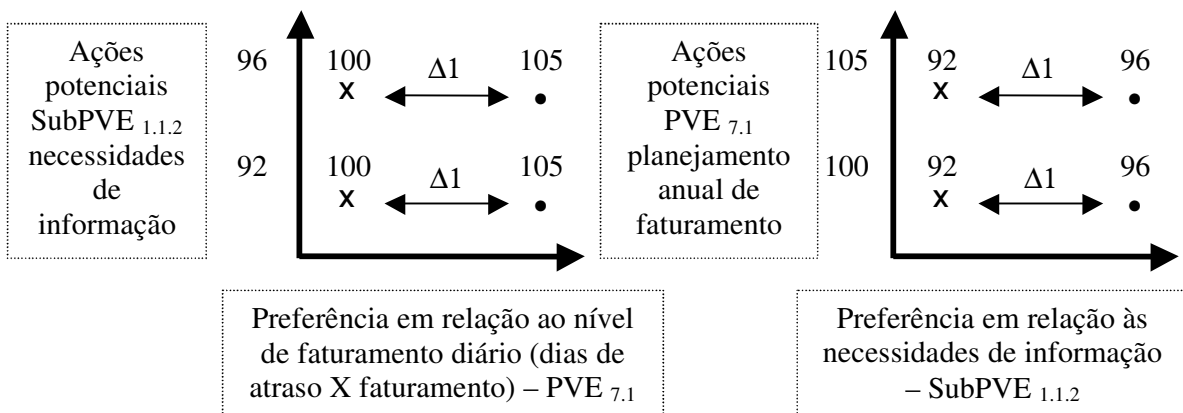 Ações
potenciais
SubPVE 1.1.2
necessidades
de
informação
96
100
x
Δ1
105
92
100
x
Δ1
105
Preferência em relação ao nível
de faturamento diário (dias de
atraso X faturamento) – PVE 7.1
Ações
potenciais
PVE 7.1
planejamento
anual de
faturamento
105
92
x
Δ1
96
100
92
x
Δ1
96
Preferência em relação às
necessidades de informação
– SubPVE 1.1.2